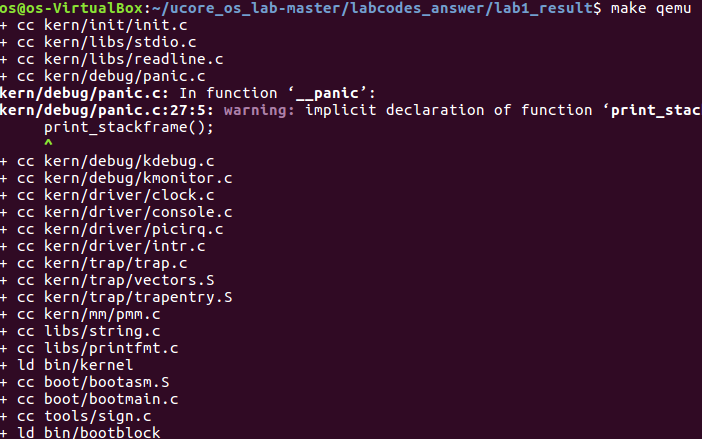 os@os-VirtualBox:~/ucore_os_lab-master/labcodes_answer/lab1_result$ make qemu
+ cc kern/init/init.c
+ cc kern/libs/stdio.c
+ cc kern/libs/readline.c
+ cc kern/debug/panic.c
kern/debug/panic.c: In function ‘__panic’:
kern/debug/panic.c:27:5: warning: implicit declaration of function ‘print_stac
print_stackframe();
^
+ cc kern/debug/kdebug.c
+ cc kern/debug/kmonitor.c
+ cc kern/driver/clock.c
+ cc kern/driver/console.c
+ cc kern/driver/picirq.c
+ cc kern/driver/intr.c
+ cc kern/trap/trap.c
+ cc kern/trap/vectors.S
+ cc kern/trap/trapentry.S
+ cc kern/mm/pmm.c
+ cc libs/string.c
+ cc libs/printfmt.c
+ ld bin/kernel
+ cc boot/bootasm.S
+ cc boot/bootmain.c
+ cc tools/sign.c
+ ld bin/bootblock